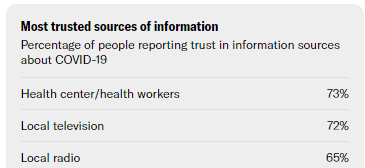 Most trusted sources of information
Percentage of people reporting trust in information sources
about COVID-19
Health center/health workers 73%
Local television 72%
Local radio 65%